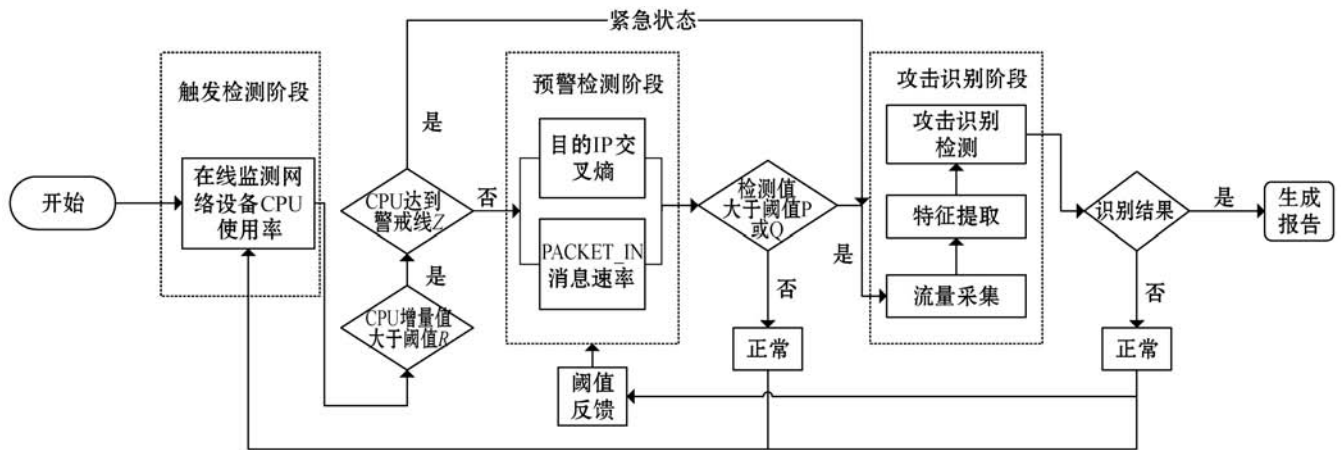 紧急状态
触发检测阶段
预警检测阶段
攻击识别阶段
开始
在线监测网
络设备CPU
使用率
是
CPU达到
警戒线Z
否
是
CPU增量值
大于阈值R
目的IP交
叉熵
PACKET_IN
消息速率
阈值
反馈
检测值
大于阈值P
或Q
是
否
正常
攻击识别
检测
特征提取
流量采集
识别结果
是
否
正常
生成
报告